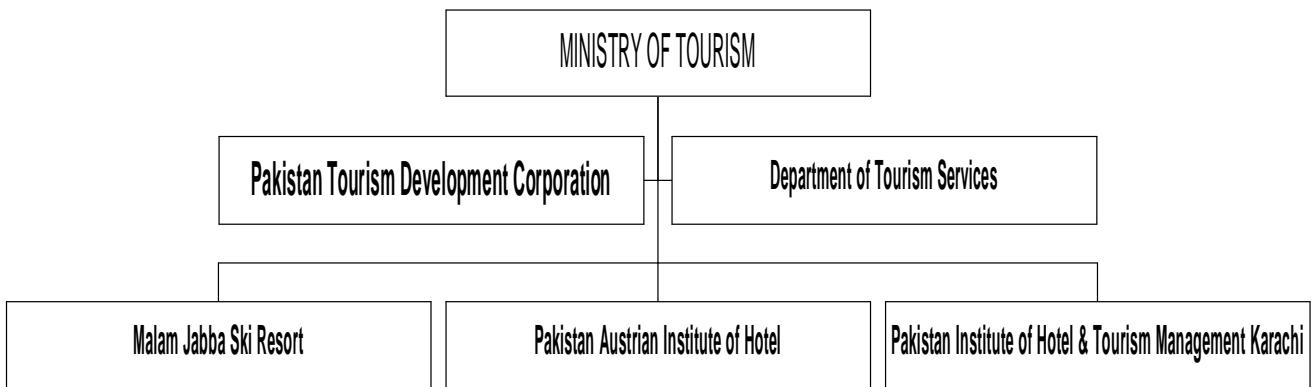 MINISTRY OF TOURISM
Pakistan Tourism Development Corporation
Department of Tourism Services
Malam Jabba Ski Resort
Pakistan Austrian Institute of Hotel
Pakistan Institute of Hotel & Tourism Management Karachi